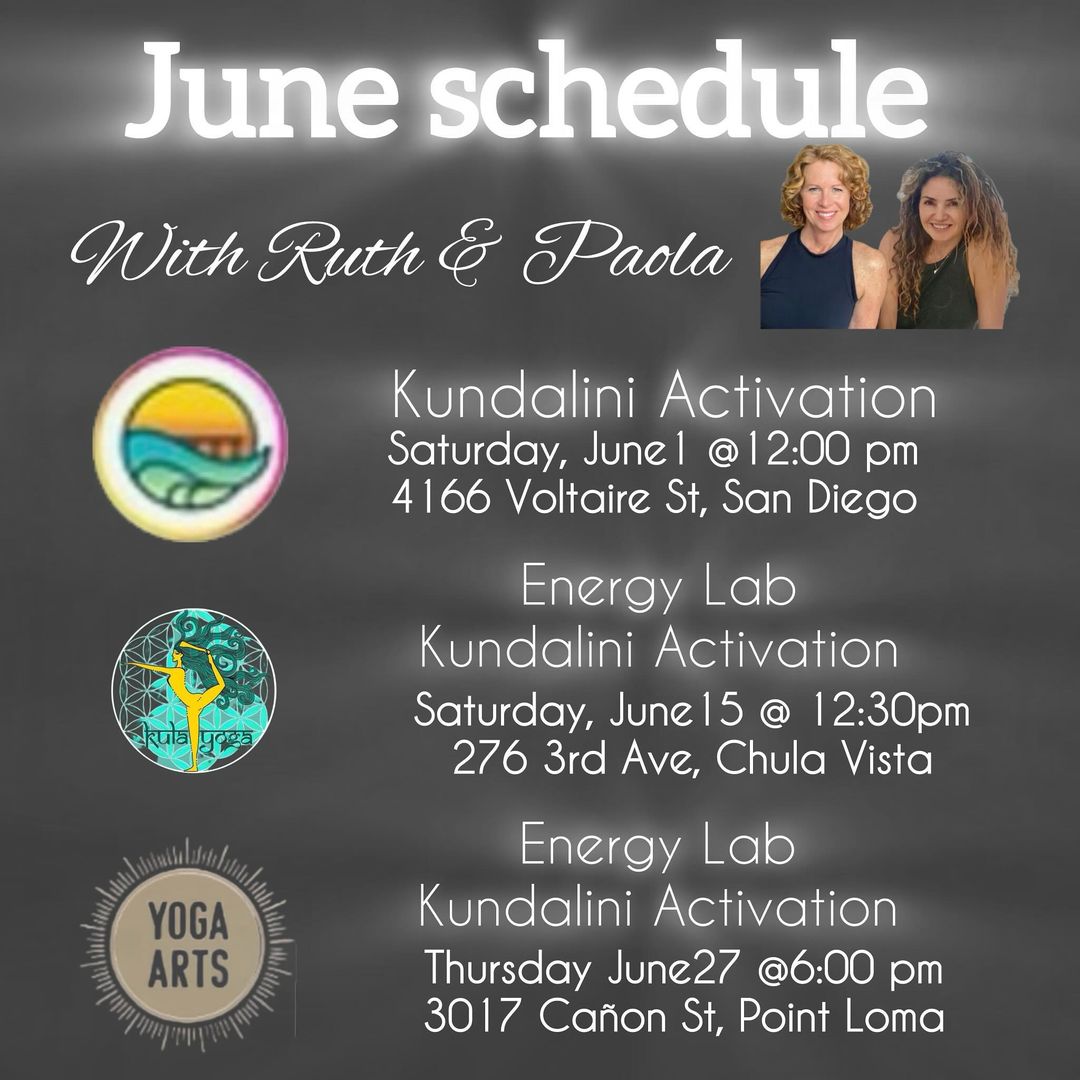 June schedule
With Ruth & Paola
Kundalini Activation
Saturday, June1 @12:00 pm
4166 Voltaire St, San Diego
Energy Lab
Kundalini Activation
Saturday, June15 @ 12:30pm
276 3rd Ave, Chula Vista
kula yoga
Energy Lab
Kundalini Activation
Thursday June27 @6:00 pm
3017 Cañon St, Point Loma
YOGA
ARTS